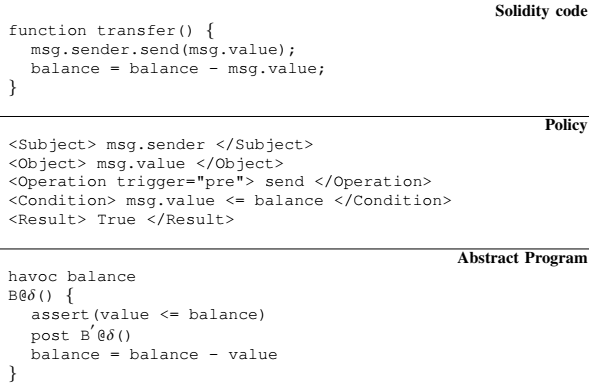 Solidity code
function transfer() {
msg.sender.send(msg.value);
balance = balance - msg.value;
}
Policy
<Subject> msg.sender </Subject>
<Object> msg.value </Object>
<Operation trigger="pre"> send </Operation>
<Condition> msg.value <= balance </Condition>
<Result> True </Result>
Abstract Program
havoc balance
B@δ() {
assert(value <= balance)
post B′@δ()
balance = balance - value
}